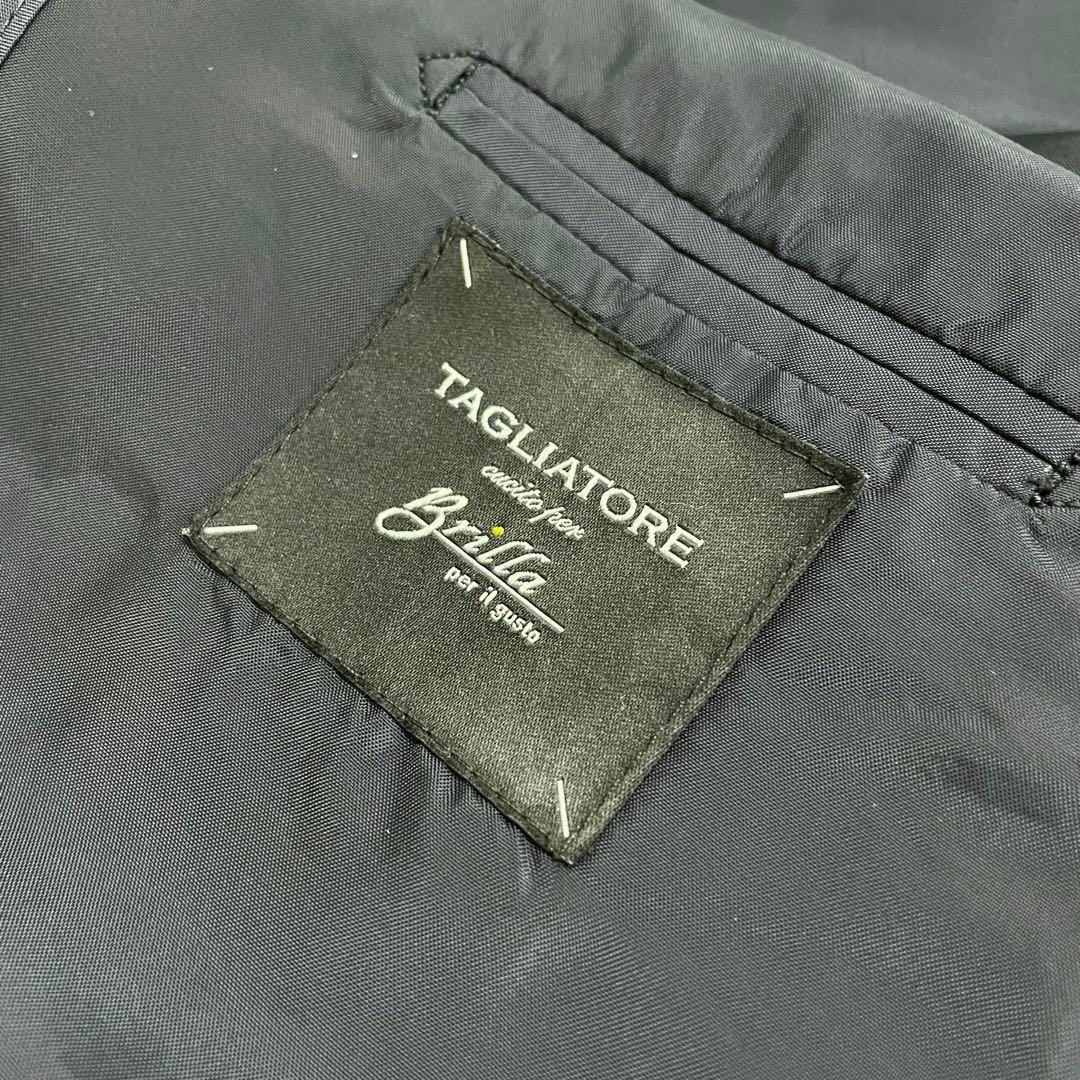 TAGLIATORE
cucito per
Brilla
per il gusto